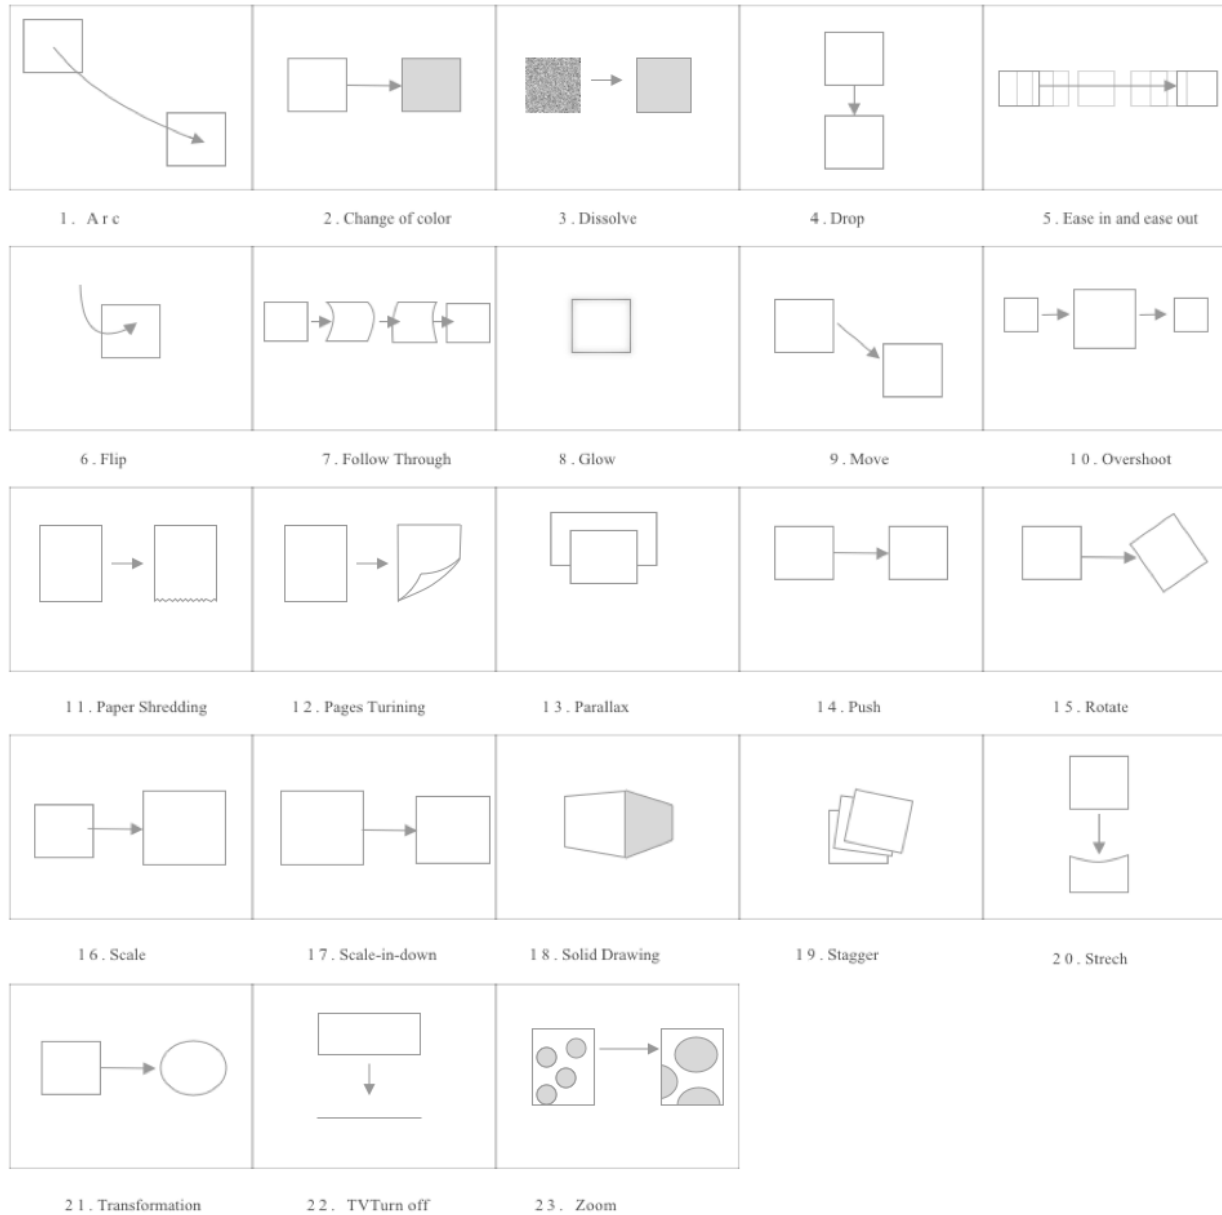 1. Arc
2. Change of color
3. Dissolve
4. Drop
5. Ease in and ease out
6. Flip
7. Follow Through
8. Glow
9. Move
10. Overshoot
11. Paper Shredding
12. Pages Turining
13. Parallax
14. Push
15. Rotate
16. Scale
17. Scale-in-down
18. Solid Drawing
19. Stagger
20. Strech
21. Transformation
22. TVTurn off
23. Zoom